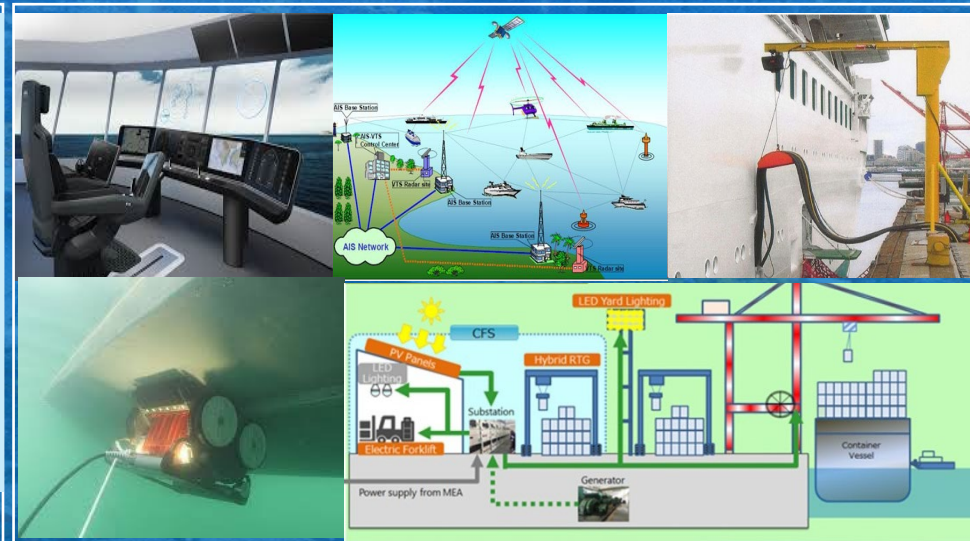 AIS Base Station
AIS-VTS
Control Center
VTS Radar site
AIS Base Station
AIS Base Station
AIS Network
VTS Radar site
LED Yard Lighting
CFS
PV Panels
Hybrid RTG
LED
Lighting
Substation
Electric Forklift
Container
Vessel
Power supply from MEA
Generator